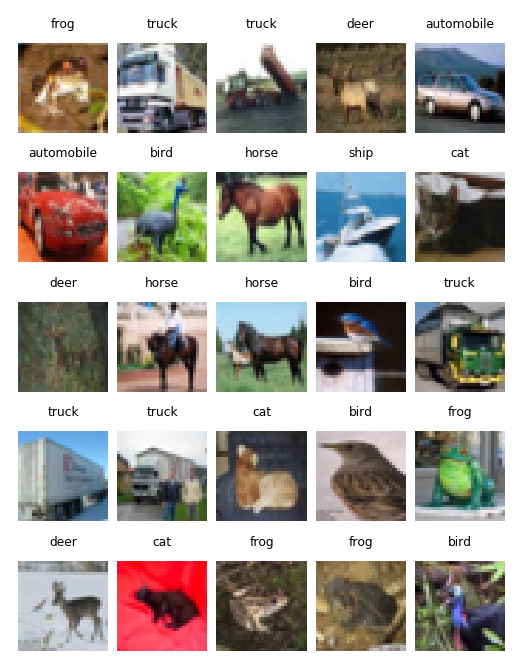 frog truck truck deer automobile
automobile bird horse ship cat
deer horse horse bird truck
truck truck cat bird frog
deer cat frog frog bird